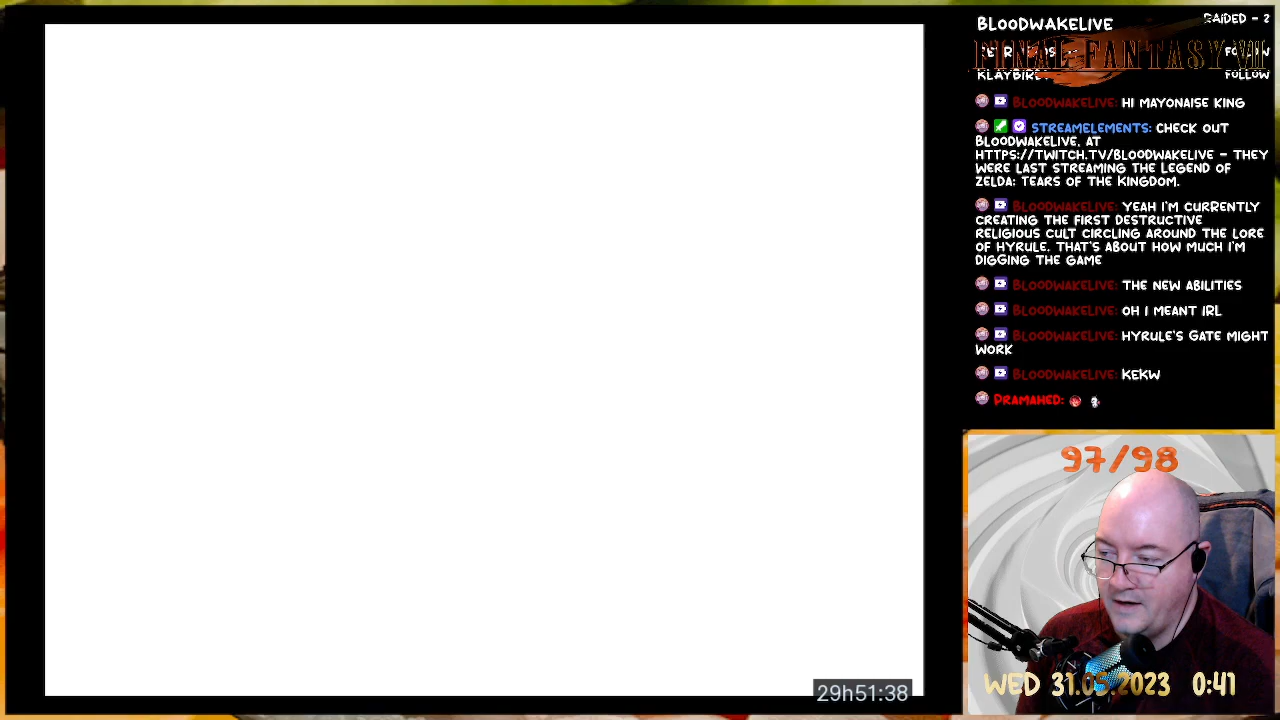 BLOODWAKELIVE
RAIDED - 2
FINAL FANTASY VII
KLAYBIRD
FOLLOW
BLOODWAKELIVE: HI MAYONAISE KING
STREAMELEMENTS: CHECK OUT
BLOODWAKELIVE, AT
HTTPS://TWITCH.TV/BLOODWAKELIVE - THEY
WERE LAST STREAMING THE LEGEND OF
ZELDA: TEARS OF THE KINGDOM.
BLOODWAKELIVE: YEAH I'M CURRENTLY
CREATING THE FIRST DESTRUCTIVE
RELIGIOUS CULT CIRCLING AROUND THE LORE
OF HYRULE. THAT'S ABOUT HOW MUCH I'M
DIGGING THE GAME
BLOODWAKELIVE: THE NEW ABILITIES
BLOODWAKELIVE: OH I MEANT IRL
BLOODWAKELIVE: HYRULE'S GATE MIGHT
WORK
BLOODWAKELIVE: KEKW
PRAMAHED:
97/98
WED 31.05.2023 0:41
29h51:38